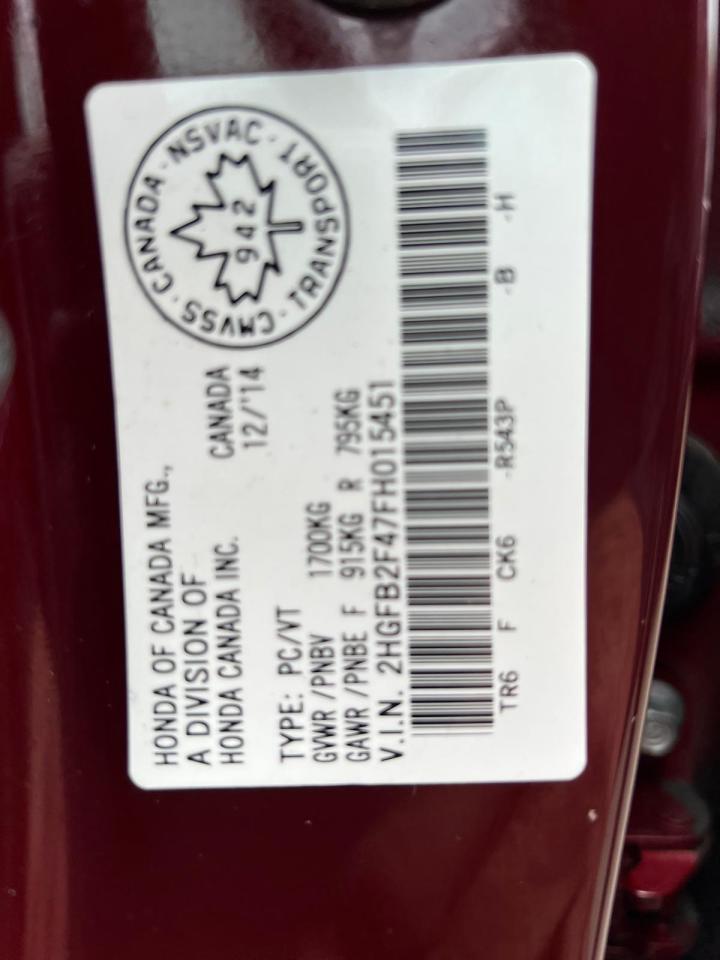 HONDA OF CANADA MFG.,
A DIVISION OF
HONDA CANADA INC.
CANADA
12/'14
CMVSS · CANADA · NSVAC · TRANSPORT ·
942
TYPE: PC/VT
GVWR /PNBV 1700KG
GAWR /PNBE F 915KG R 795KG
V.I.N. 2HGFB2F47FH015451
TR6 F CK6 -R543P -B -H